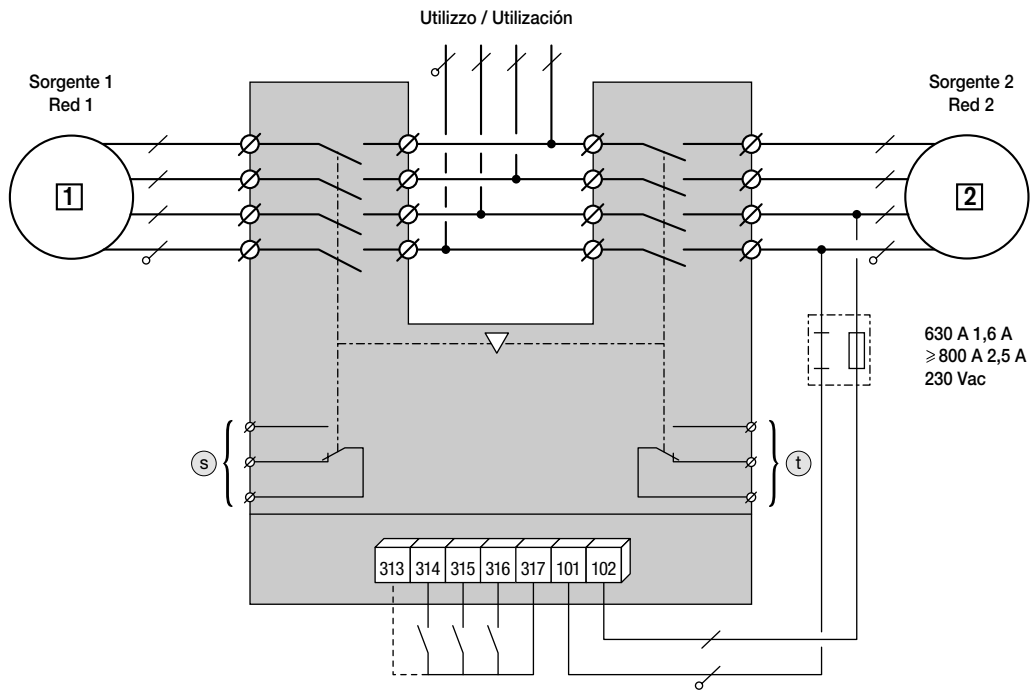 Utilizzo / Utilización
Sorgente 1
Red 1
Sorgente 2
Red 2
1
2
630 A 1,6 A
⩾ 800 A 2,5 A
230 Vac
s
t
313 314 315 316 317 101 102